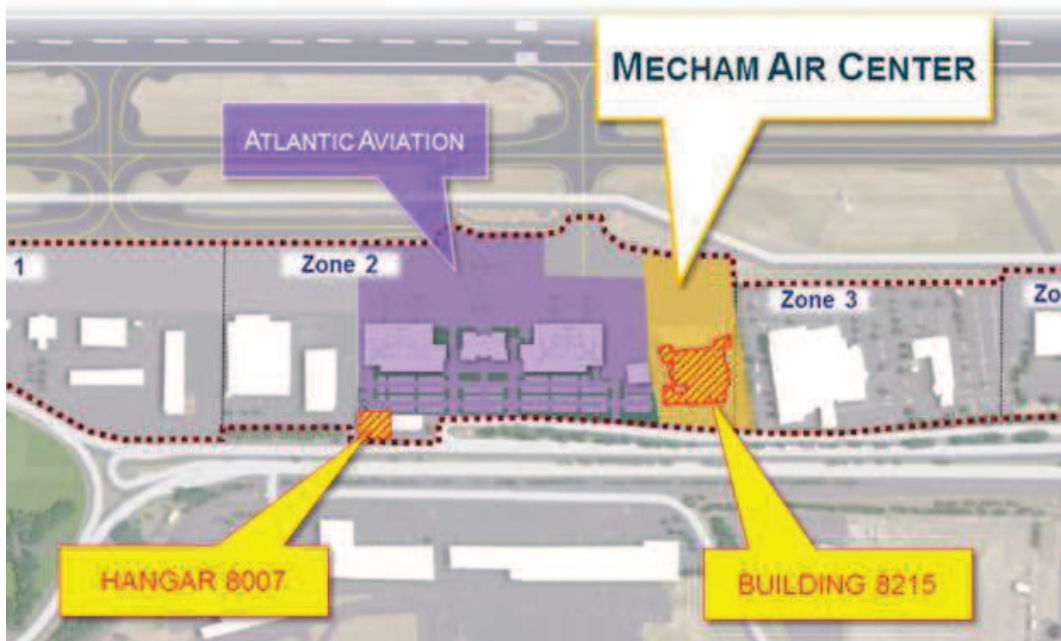 MECHAM AIR CENTER
ATLANTIC AVIATION
1
Zone 2
Zone 3
Zo
HANGAR 8007
BUILDING 8215